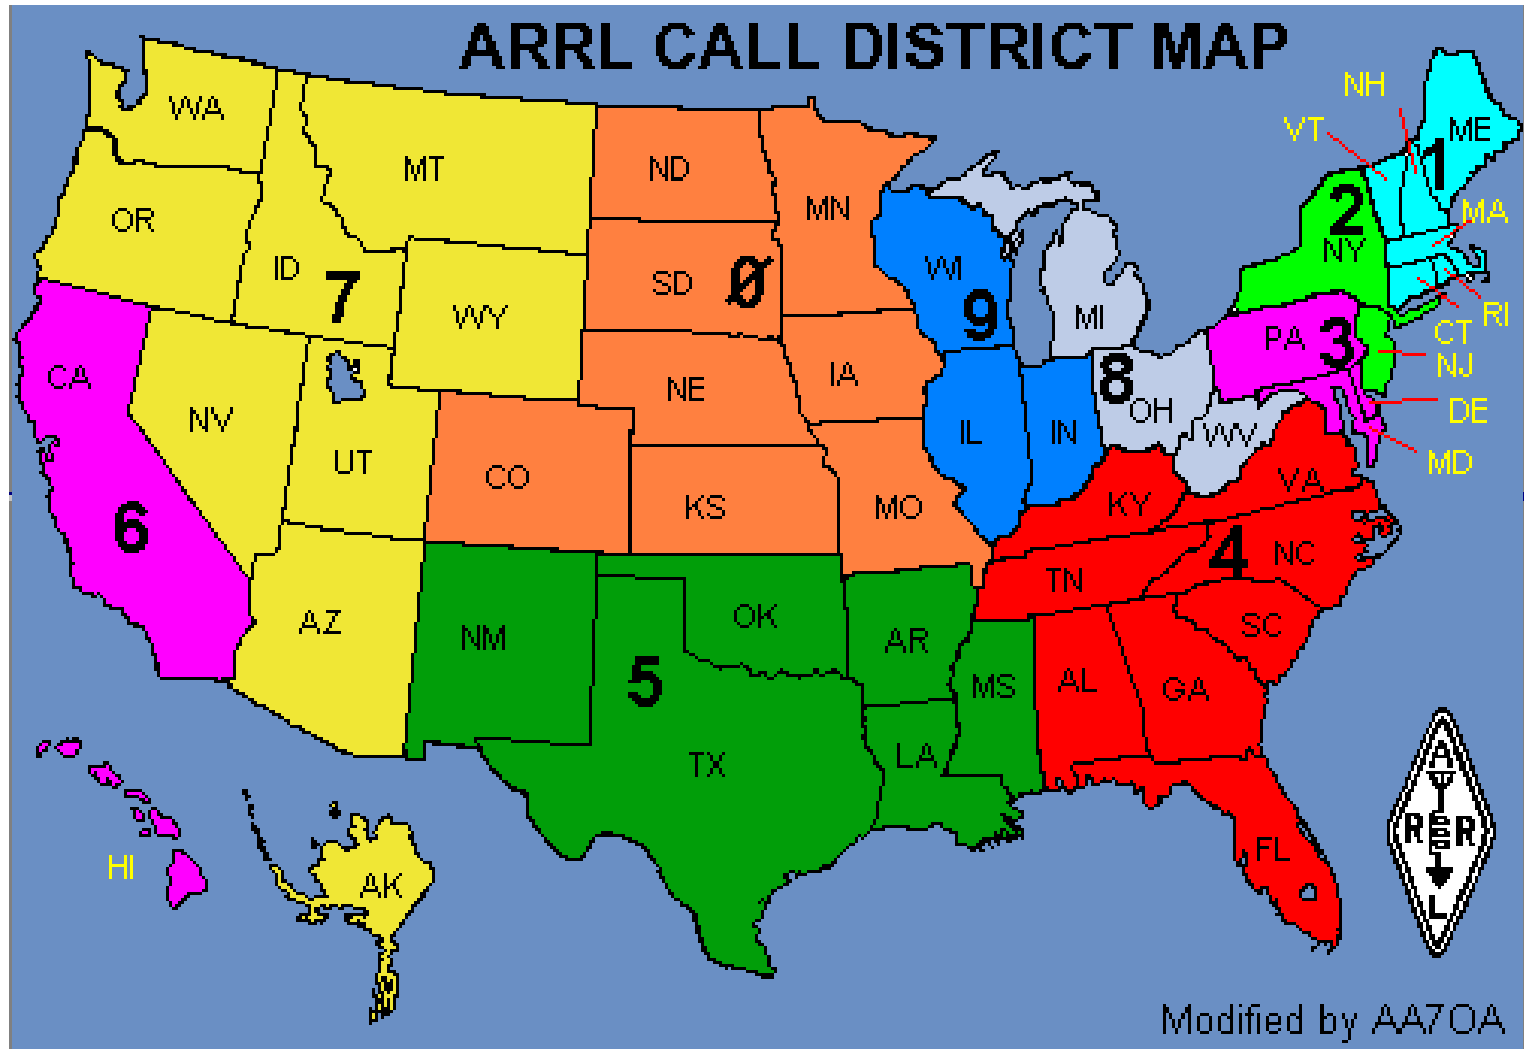 ARRL CALL DISTRICT MAP
NH
WA
VT
ME
1
MT
ND
MN
2
MA
OR
NY
ID
7
SD
Ø
WI
9
MI
RI
WY
PA
3
CT
NJ
CA
NE
IA
8
OH
DE
NV
IL
IN
WV
MD
UT
CO
KS
MO
KY
VA
6
4
NC
TN
AZ
NM
OK
AR
SC
5
MS
AL
GA
TX
LA
A
R R
L
HI
AK
FL
Modified by AA7OA